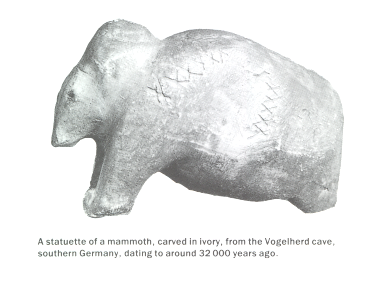 A statuette of a mammoth, carved in ivory, from the Vogelherd cave,
southern Germany, dating to around 32 000 years ago.